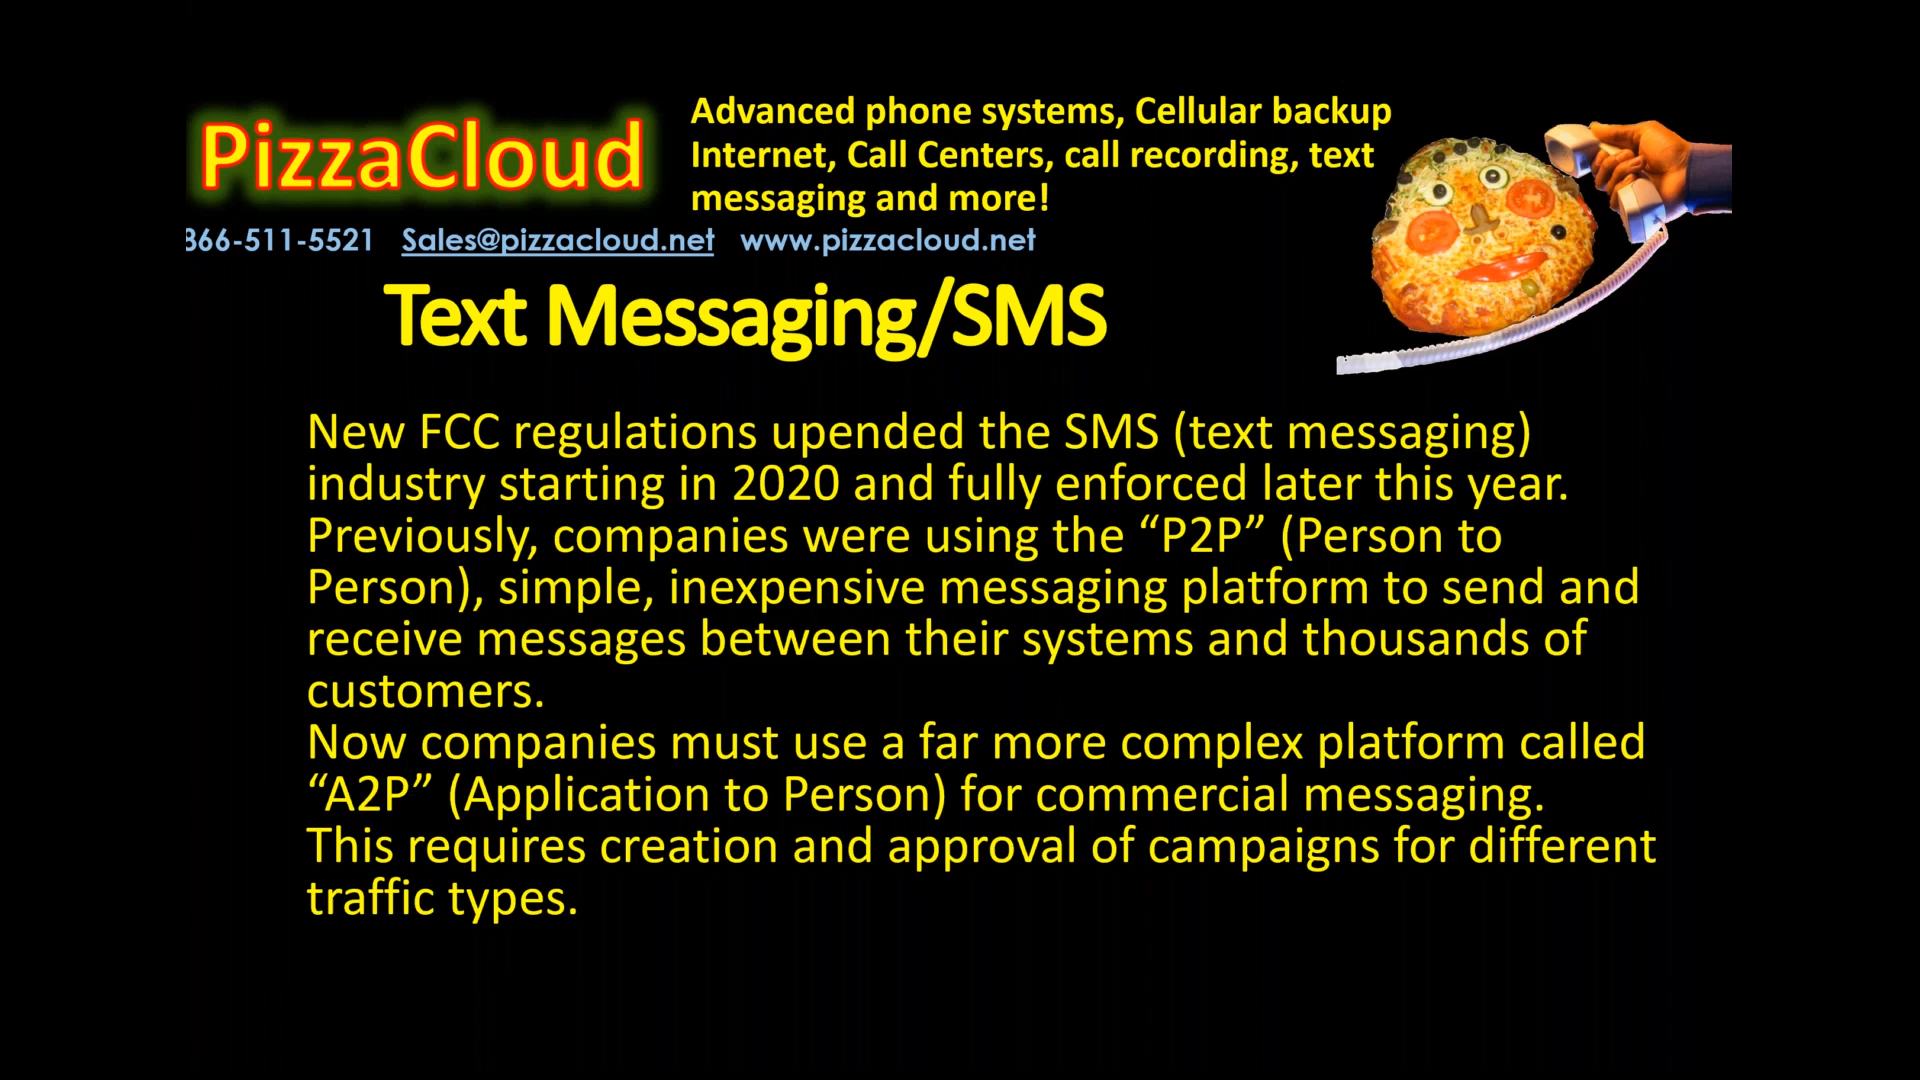 PizzaCloud
Advanced phone systems, Cellular backup
Internet, Call Centers, call recording, text
messaging and more!
866-511-5521 Sales@pizzacloud.net www.pizzacloud.net
Text Messaging/SMS
New FCC regulations upended the SMS (text messaging)
industry starting in 2020 and fully enforced later this year.
Previously, companies were using the “P2P” (Person to
Person), simple, inexpensive messaging platform to send and
receive messages between their systems and thousands of
customers.
Now companies must use a far more complex platform called
“A2P” (Application to Person) for commercial messaging.
This requires creation and approval of campaigns for different
traffic types.